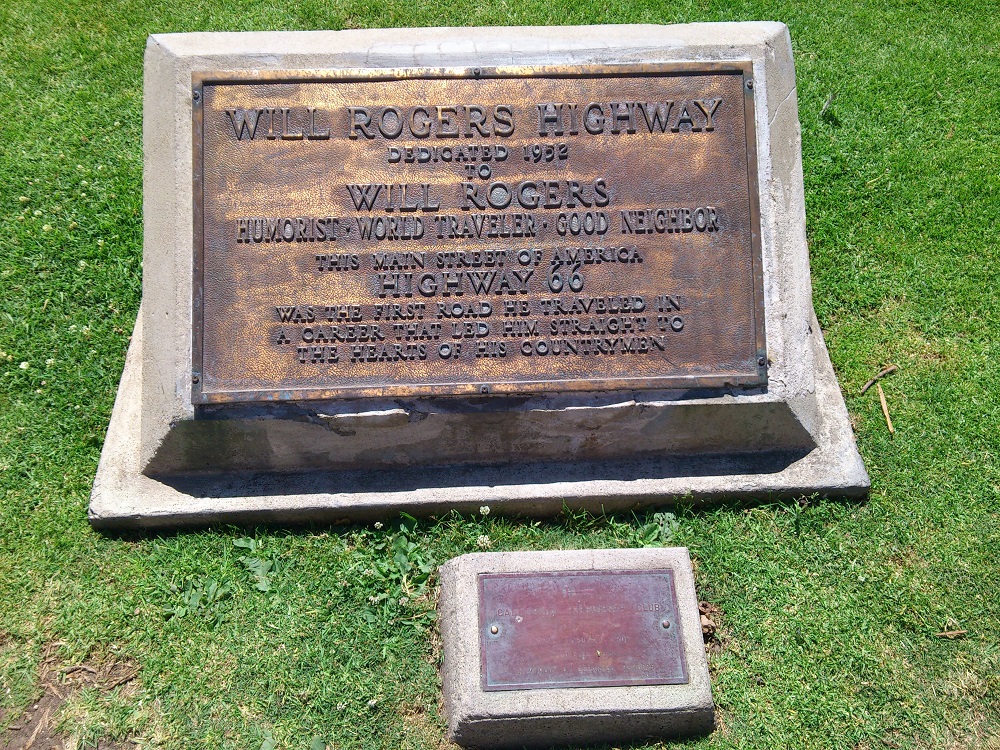 WILL ROGERS HIGHWAY
DEDICATED 1952
TO
WILL ROGERS
HUMORIST · WORLD TRAVELER · GOOD NEIGHBOR
THIS MAIN STREET OF AMERICA
HIGHWAY 66
WAS THE FIRST ROAD HE TRAVELED IN
A CAREER THAT LED HIM STRAIGHT TO
THE HEARTS OF HIS COUNTRYMEN
CLUB